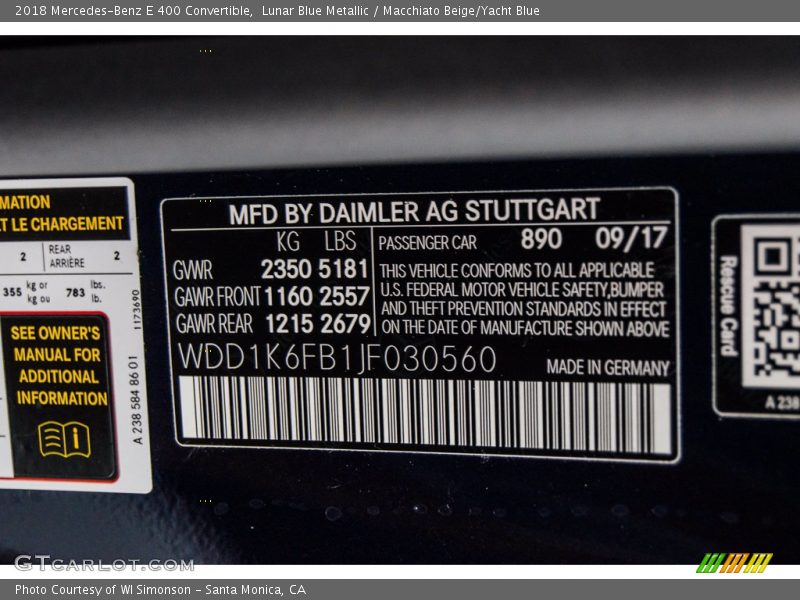 2018 Mercedes-Benz E 400 Convertible,  Lunar Blue Metallic / Macchiato Beige/Yacht Blue
MATION
ET LE CHARGEMENT
2 REAR ARRIÈRE 2
355 kg or kg ou 783 lbs. lb.
SEE OWNER'S
MANUAL FOR
ADDITIONAL
INFORMATION
1173690
A 238 584 86 01
MFD BY DAIMLER AG STUTTGART
KG LBS
GWR 2350 5181
GAWR FRONT 1160 2557
GAWR REAR 1215 2679
PASSENGER CAR 890 09/17
THIS VEHICLE CONFORMS TO ALL APPLICABLE
U.S. FEDERAL MOTOR VEHICLE SAFETY,BUMPER
AND THEFT PREVENTION STANDARDS IN EFFECT
ON THE DATE OF MANUFACTURE SHOWN ABOVE
WDD1K6FB1JF030560 MADE IN GERMANY
Rescue Card
A 238
GTCARLOT.COM
Photo Courtesy of WI Simonson - Santa Monica, CA